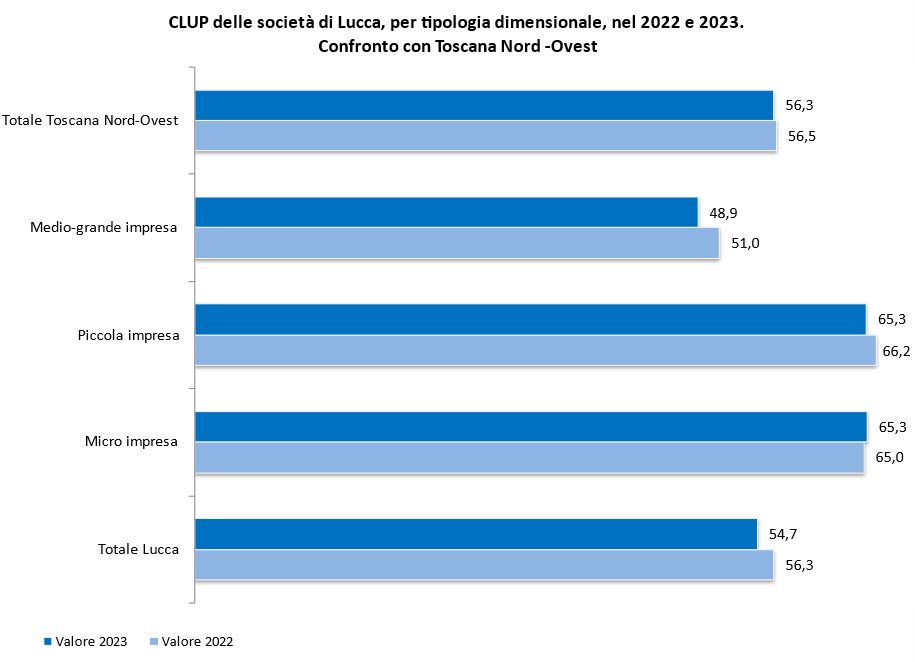 CLUP delle società di Lucca, per tipologia dimensionale, nel 2022 e 2023.
Confronto con Toscana Nord -Ovest
Totale Toscana Nord-Ovest
56,3
56,5
Medio-grande impresa
48,9
51,0
Piccola impresa
65,3
66,2
Micro impresa
65,3
65,0
Totale Lucca
54,7
56,3
Valore 2023 Valore 2022